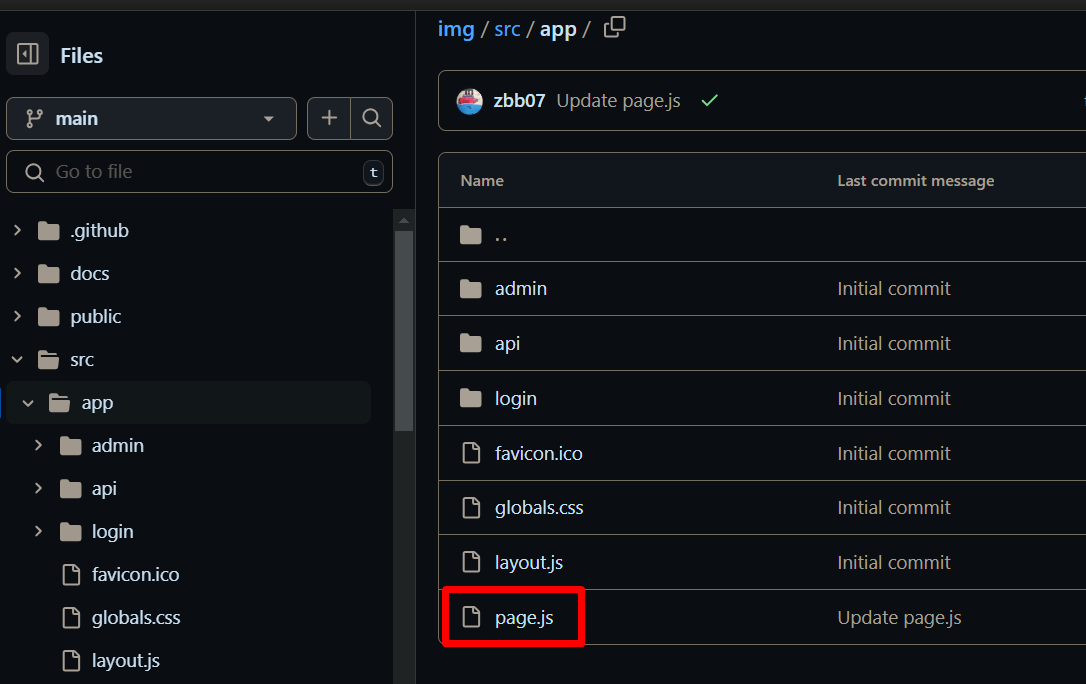 Files
main
Go to file
t
.github
docs
public
src
app
admin
api
login
favicon.ico
globals.css
layout.js
img / src / app /
zbb07 Update page.js
Name Last commit message
..
admin Initial commit
api Initial commit
login Initial commit
favicon.ico Initial commit
globals.css Initial commit
layout.js Initial commit
page.js Update page.js